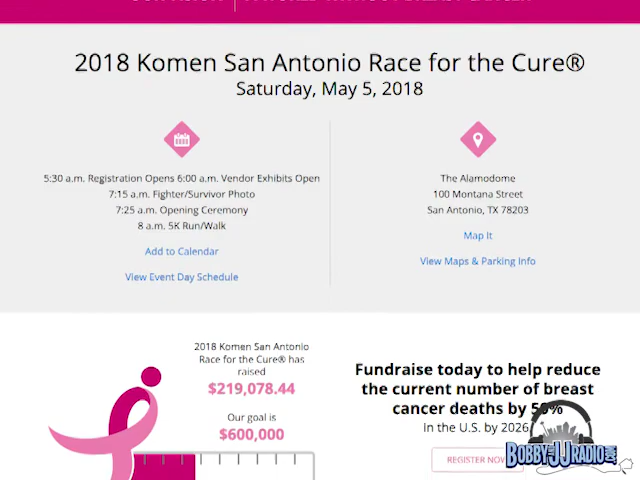 2018 Komen San Antonio Race for the Cure®
Saturday, May 5, 2018
5:30 a.m. Registration Opens 6:00 a.m. Vendor Exhibits Open
7:15 a.m. Fighter/Survivor Photo
7:25 a.m. Opening Ceremony
8 a.m. 5K Run/Walk
Add to Calendar
View Event Day Schedule
The Alamodome
100 Montana Street
San Antonio, TX 78203
Map It
View Maps & Parking Info
2018 Komen San Antonio
Race for the Cure® has
raised
$219,078.44
Our goal is
$600,000
Fundraise today to help reduce
the current number of breast
cancer deaths by 50%
in the U.S. by 2026
REGISTER NOW
BOBBY AND JJ RADIO.COM